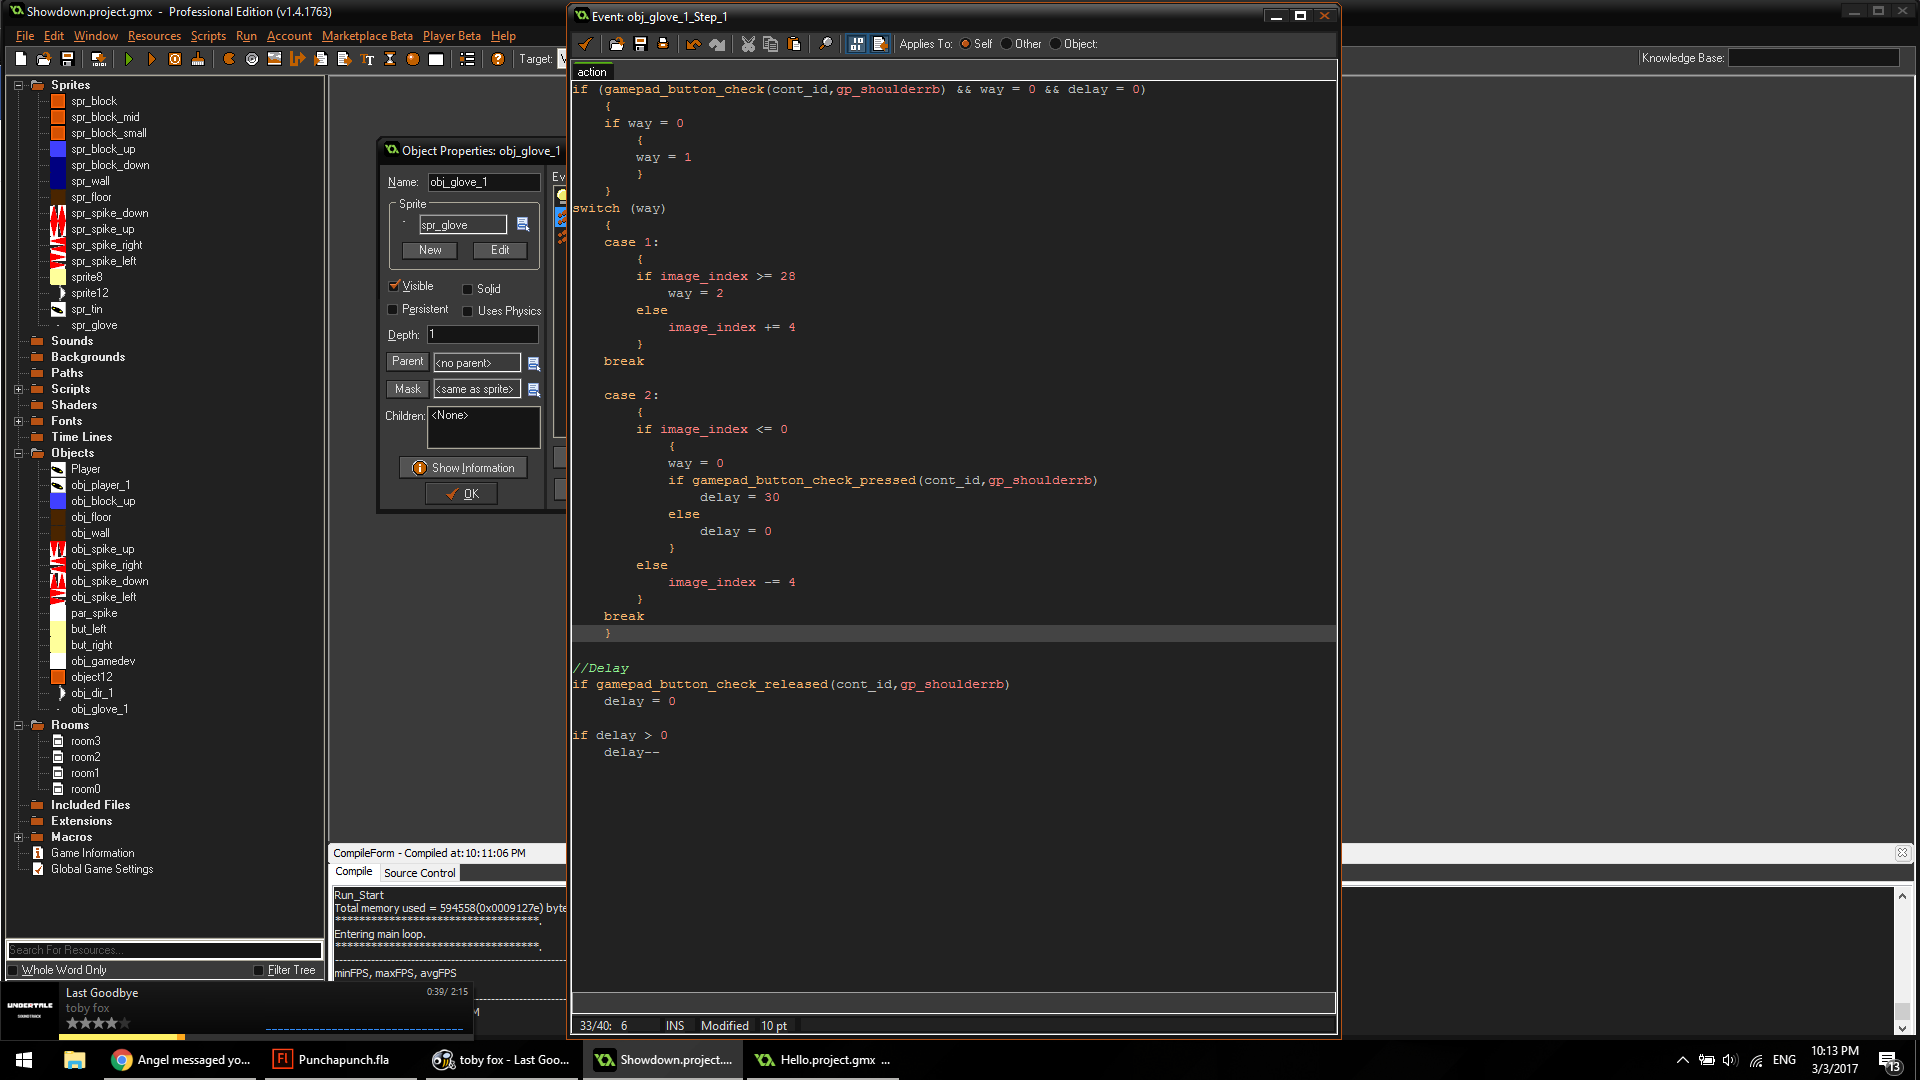 Showdown.project.gmx - Professional Edition (v1.4.1763)
File Edit Window Resources Scripts Run Account Marketplace Beta Player Beta Help
Target:
Knowledge Base:
Sprites
spr_block
spr_block_mid
spr_block_small
spr_block_up
spr_block_down
spr_wall
spr_floor
spr_spike_down
spr_spike_up
spr_spike_right
spr_spike_left
sprite8
sprite12
spr_tin
spr_glove
Sounds
Backgrounds
Paths
Scripts
Shaders
Fonts
Time Lines
Objects
Player
obj_player_1
obj_block_up
obj_floor
obj_wall
obj_spike_up
obj_spike_right
obj_spike_down
obj_spike_left
par_spike
but_left
but_right
obj_gamedev
object12
obj_dir_1
obj_glove_1
Rooms
room3
room2
room1
room0
Included Files
Extensions
Macros
Game Information
Global Game Settings
Search For Resources...
Whole Word Only Filter Tree
Object Properties: obj_glove_1
Name: obj_glove_1
Ev
Sprite
spr_glove
New Edit
Visible Solid
Persistent Uses Physics
Depth: 1
Parent <no parent>
Mask <same as sprite>
Children: <None>
Show Information
OK
Event: obj_glove_1_Step_1
Applies To: Self Other Object:
action
if (gamepad_button_check(cont_id,gp_shoulderrb) && way = 0 && delay = 0)
{
if way = 0
{
way = 1
}
}
switch (way)
{
case 1:
{
if image_index >= 28
way = 2
else
image_index += 4
}
break
case 2:
{
if image_index <= 0
{
way = 0
if gamepad_button_check_pressed(cont_id,gp_shoulderrb)
delay = 30
else
delay = 0
}
else
image_index -= 4
}
break
}
//Delay
if gamepad_button_check_released(cont_id,gp_shoulderrb)
delay = 0
if delay > 0
delay--
33/40: 6 INS Modified 10 pt
CompileForm - Compiled at:10:11:06 PM
Compile Source Control
Run_Start
Total memory used = 594558(0x0009127e) byte
**********************************.
Entering main loop.
**********************************.
minFPS, maxFPS, avgFPS
UNDERTALE
SOUNDTRACK
Last Goodbye 0:39/ 2:15
toby fox
Angel messaged yo...
Punchapunch.fla
toby fox - Last Goo...
Showdown.project....
Hello.project.gmx ...
ENG
10:13 PM
3/3/2017
13